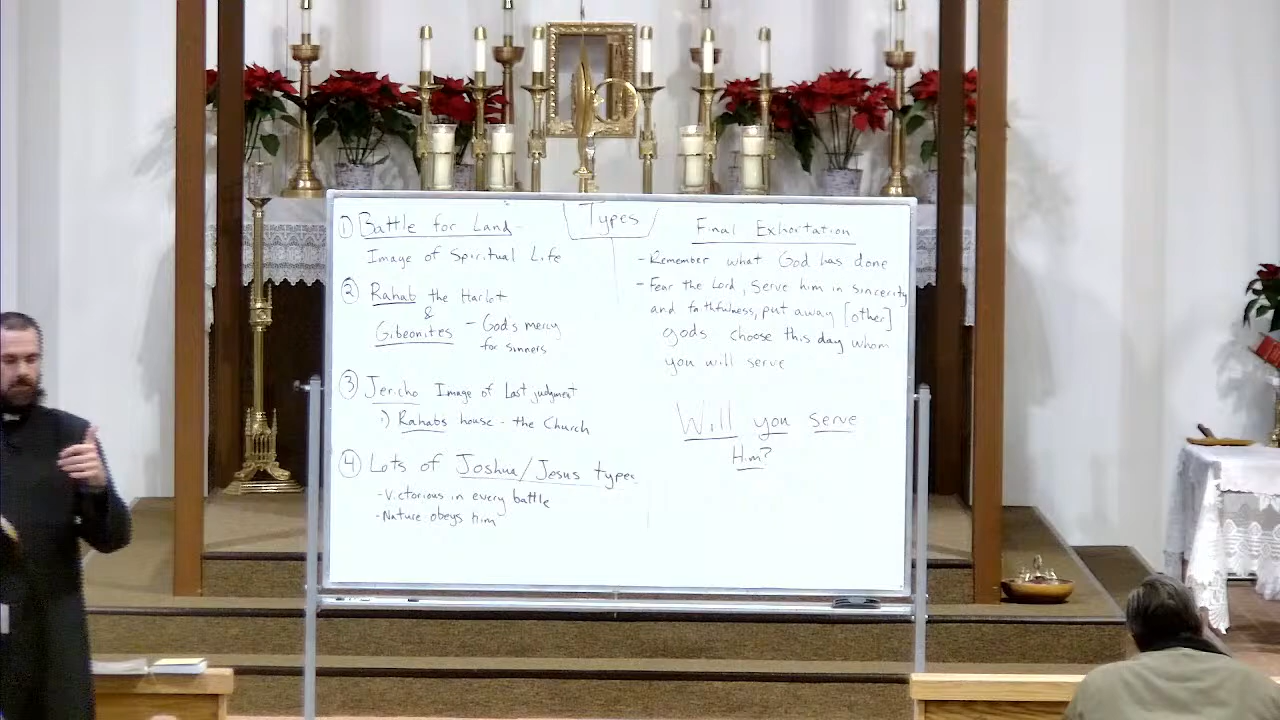 Types
1) Battle for Land-
Image of Spiritual Life
2) Rahab the Harlot
&
Gibeonites - God's mercy
for sinners
3) Jericho Image of Last judgment
1) Rahabs house - the Church
4) Lots of Joshua/Jesus types
-Victorious in every battle
-Nature obeys him
Final Exhortation
-Remember what God has done
-Fear the Lord, serve him in sincerity
and faithfulness, put away [other]
gods choose this day whom
you will serve
Will you serve
Him?